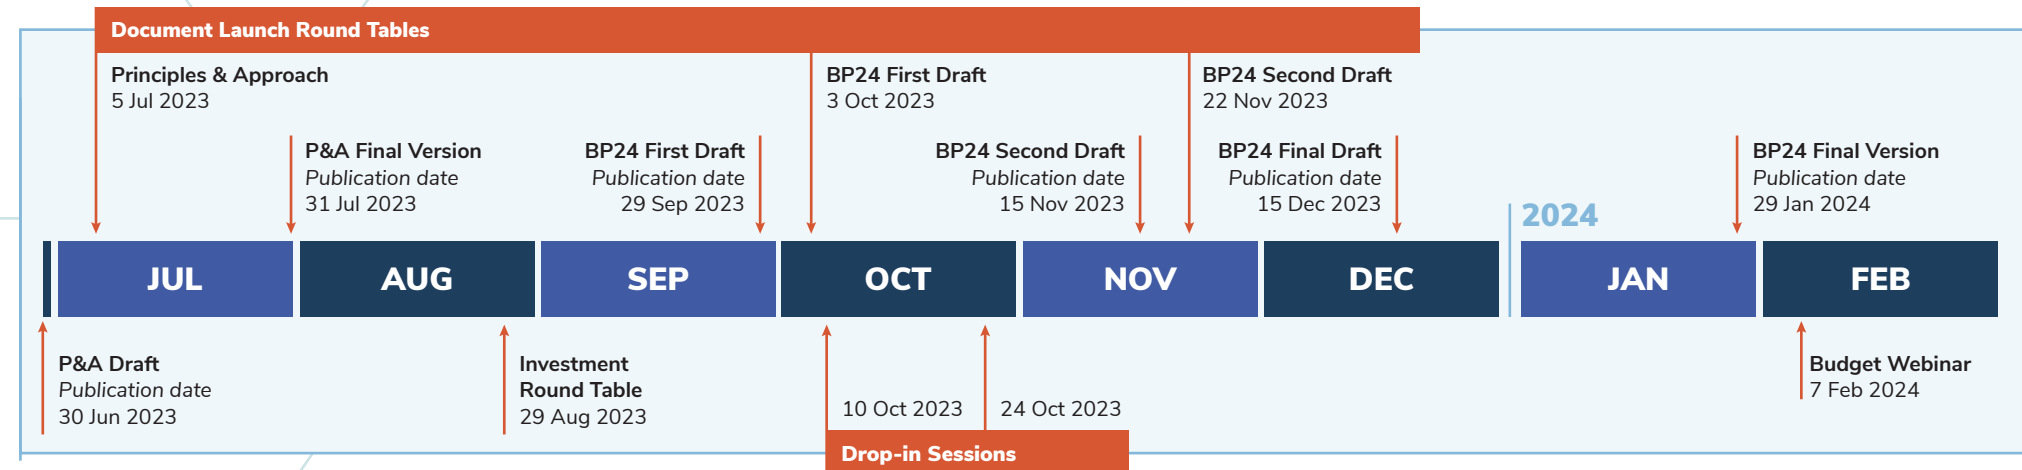 Document Launch Round Tables
Principles & Approach
5 Jul 2023
BP24 First Draft
3 Oct 2023
BP24 Second Draft
22 Nov 2023
P&A Final Version
Publication date
31 Jul 2023
BP24 First Draft
Publication date
29 Sep 2023
BP24 Second Draft
Publication date
15 Nov 2023
BP24 Final Draft
Publication date
15 Dec 2023
BP24 Final Version
Publication date
29 Jan 2024
2024
JUL
AUG
SEP
OCT
NOV
DEC
JAN
FEB
P&A Draft
Publication date
30 Jun 2023
Investment
Round Table
29 Aug 2023
10 Oct 2023
24 Oct 2023
Drop-in Sessions
Budget Webinar
7 Feb 2024